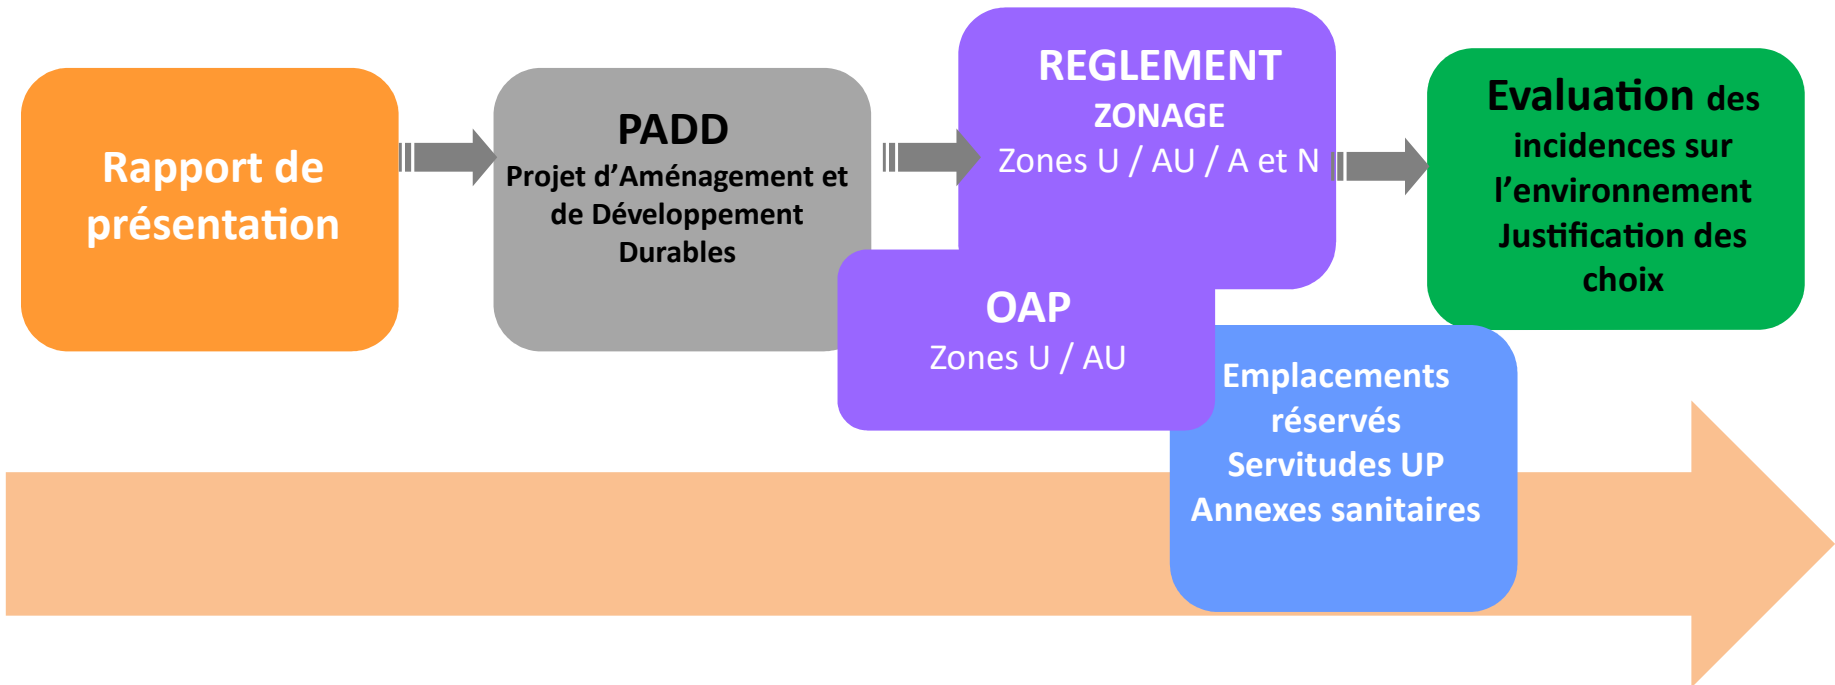 Rapport de
présentation
PADD
Projet d’Aménagement et
de Développement
Durables
REGLEMENT
ZONAGE
Zones U / AU / A et N
OAP
Zones U / AU
Emplacements
réservés
Servitudes UP
Annexes sanitaires
Evaluation des
incidences sur
l’environnement
Justification des
choix